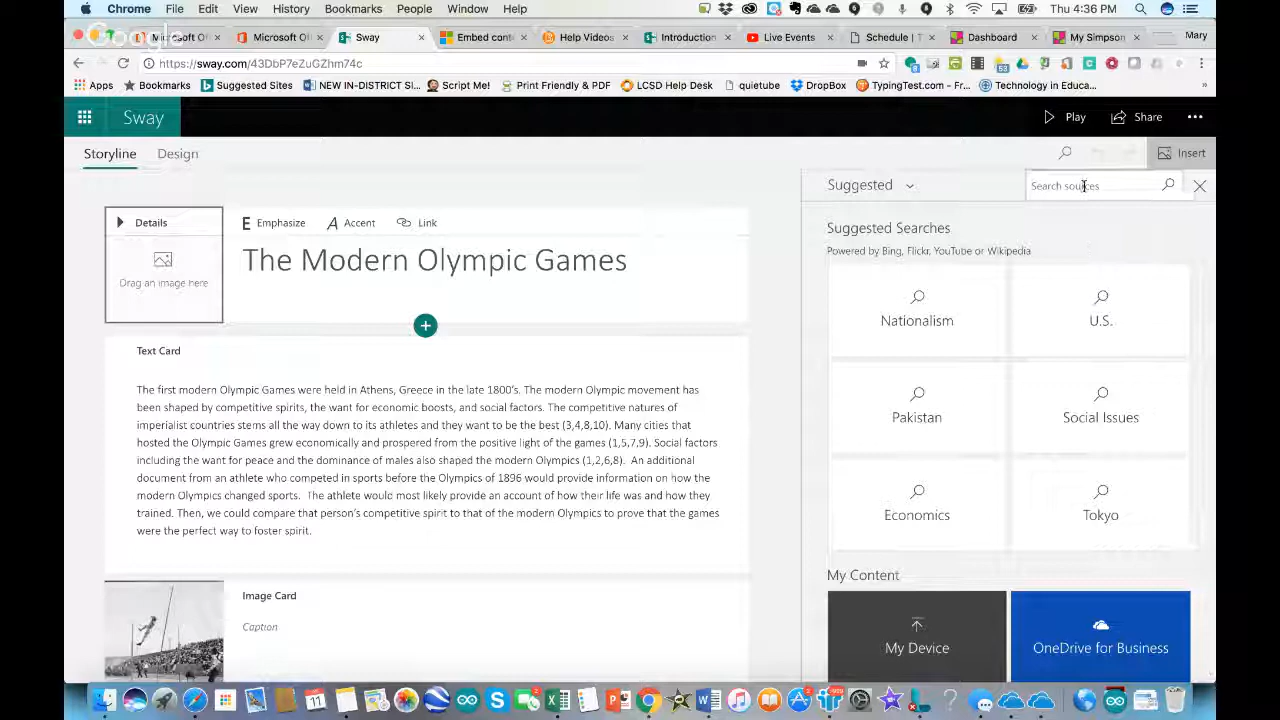 Chrome File Edit View History Bookmarks People Window Help Thu 4:36 PM
Google
Microsoft Of Microsoft Of Sway Embed cont Help Videos Introduction Live Events Schedule | T Dashboard My Simpson Mary
https://sway.com/43DbP7eZuGZhm74c
Apps Bookmarks Suggested Sites NEW IN-DISTRICT Si... Script Me! Print Friendly & PDF LCSD Help Desk quietube DropBox TypingTest.com - Fr... Technology in Educa...
Sway Play Share
Storyline Design Insert
Suggested Search sources
Details Emphasize Accent Link
Drag an image here
The Modern Olympic Games
Suggested Searches
Powered by Bing, Flickr, YouTube or Wikipedia
Nationalism U.S.
Pakistan Social Issues
Economics Tokyo
Text Card
The first modern Olympic Games were held in Athens, Greece in the late 1800's. The modern Olympic movement has
been shaped by competitive spirits, the want for economic boosts, and social factors. The competitive natures of
imperialist countries stems all the way down to its athletes and they want to be the best (3,4,8,10). Many cities that
hosted the Olympic Games grew economically and prospered from the positive light of the games (1,5,7,9). Social factors
including the want for peace and the dominance of males also shaped the modern Olympics (1,2,6,8). An additional
document from an athlete who competed in sports before the Olympics of 1896 would provide information on how the
modern Olympics changed sports. The athlete would most likely provide an account of how their life was and how they
trained. Then, we could compare that person's competitive spirit to that of the modern Olympics to prove that the games
were the perfect way to foster spirit.
My Content
My Device OneDrive for Business
Image Card
Caption